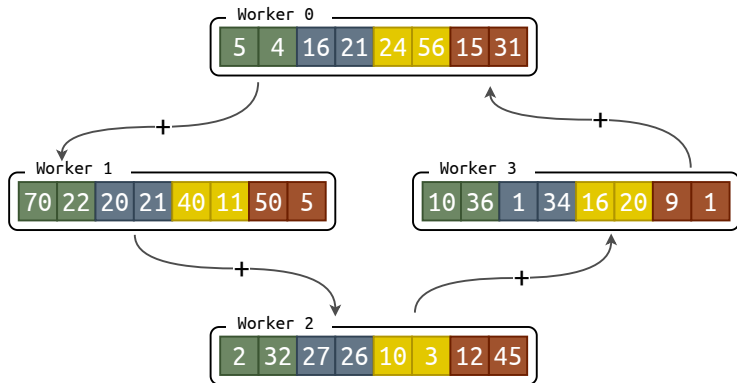 Worker 0
5 4 16 21 24 56 15 31
+ +
Worker 1
70 22 20 21 40 11 50 5
Worker 3
10 36 1 34 16 20 9 1
+ +
Worker 2
2 32 27 26 10 3 12 45